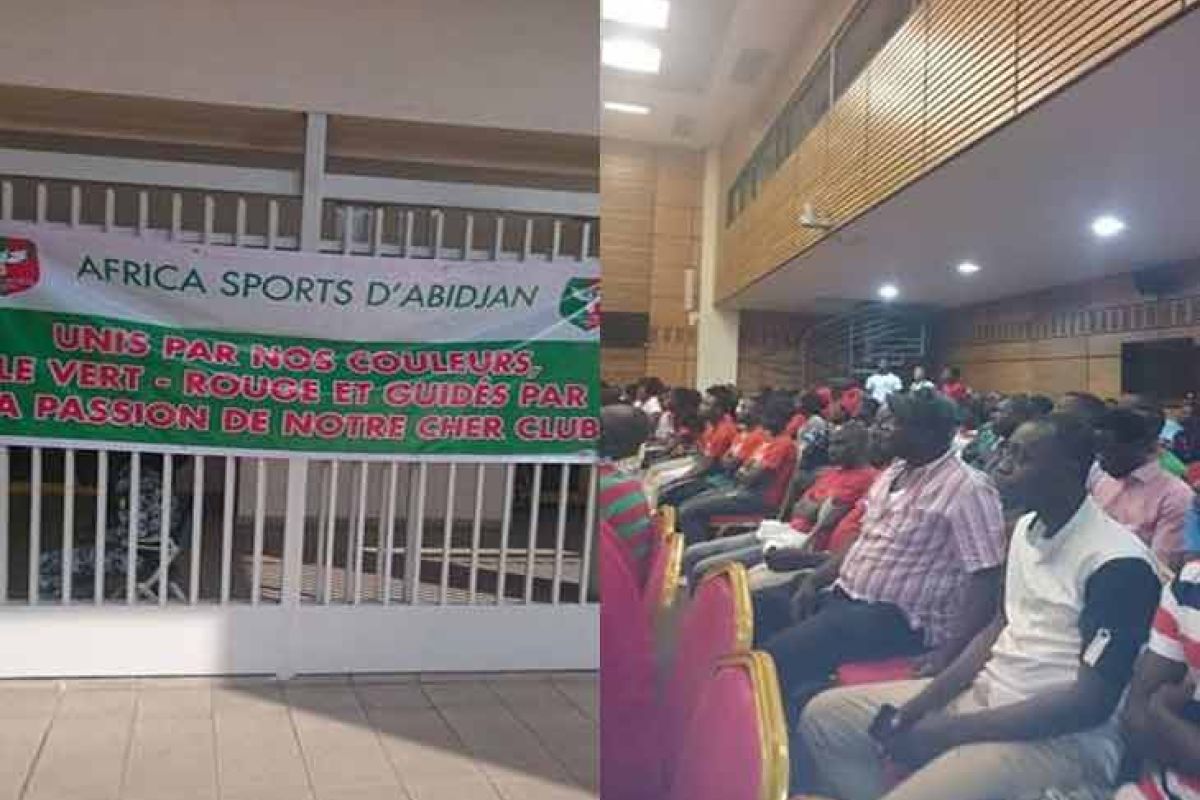 AFRICA SPORTS D'ABIDJAN
UNIS PAR NOS COULEURS,
LE VERT - ROUGE ET GUIDÉS PAR
A PASSION DE NOTRE CHER CLUB